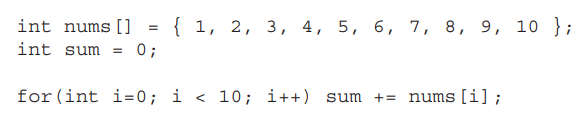 int nums[] = { 1, 2, 3, 4, 5, 6, 7, 8, 9, 10 };
int sum = 0;
for(int i=0; i < 10; i++) sum += nums[i];